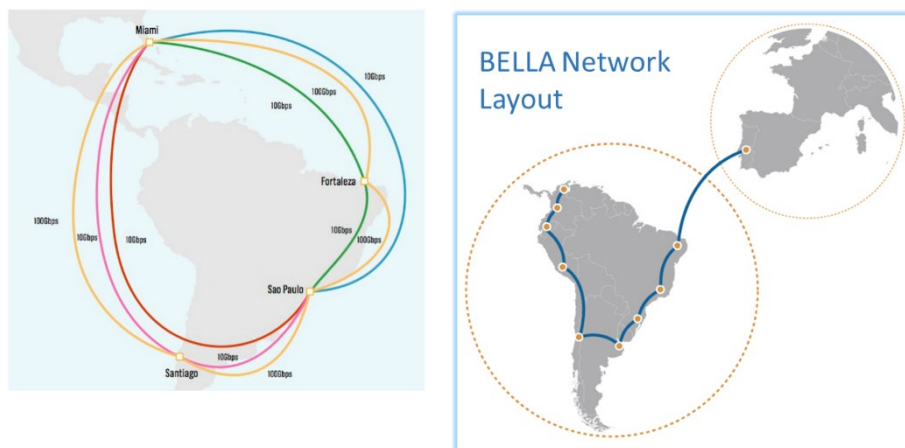 Miami
10Gbps
100Gbps
10Gbps
Fortaleza
100Gbps
10Gbps
10Gbps
10Gbps
100Gbps
Sao Paulo
10Gbps
Santiago
100Gbps
BELLA Network
Layout